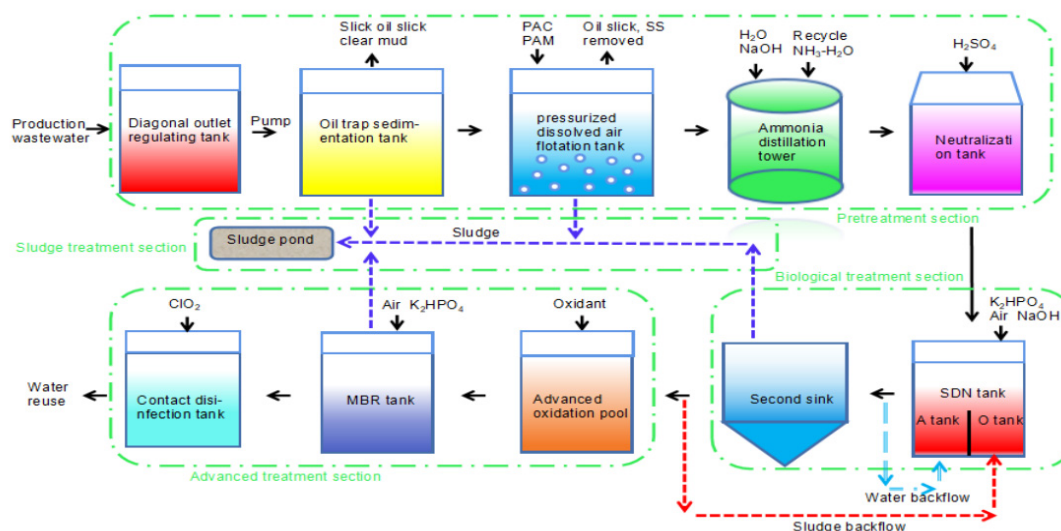 Slick oil slick
clear mud
PAC
PAM
Oil slick, SS
removed
H₂O
NaOH
Recycle
NH₃-H₂O
H₂SO₄
Production
wastewater
Diagonal outlet
regulating tank
Pump
Oil trap sedim-
entation tank
pressurized
dissolved air
flotation tank
Ammonia
distillation
tower
Neutralizati
on tank
Pretreatment section
Sludge treatment section
Sludge pond
Sludge
Biological treatment section
ClO₂
Air K₂HPO₄
Oxidant
K₂HPO₄
Air NaOH
Water
reuse
Contact disi-
nfection tank
MBR tank
Advanced
oxidation pool
Second sink
SDN tank
A tank
O tank
Advanced treatment section
Water backflow
Sludge backflow